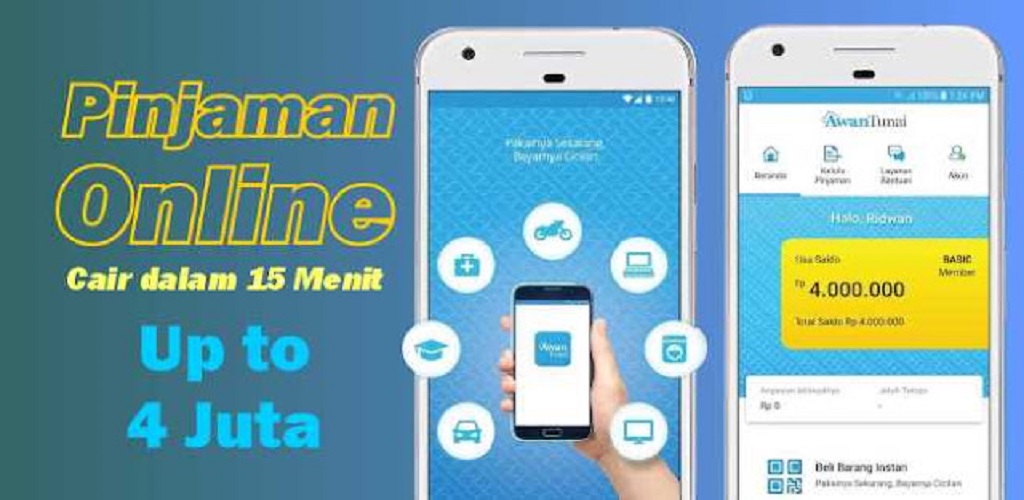 Pinjaman
Online
Cair dalam 15 Menit
Up to
4 Juta
Pakainya Sekarang,
Bayarnya Cicilan
Awan
Tunai
AwanTunai
Beranda
Kelola
Pinjaman
Layanan
Bantuan
Akun
Halo, Ridwan
Sisa Saldo
BASIC
Member
Rp 4.000.000
Total Saldo Rp 4.000.000
Jatuh Tempo
Rp 0
-
Beli Barang Instan
Pakainya Sekarang, Bayarnya Cicilan